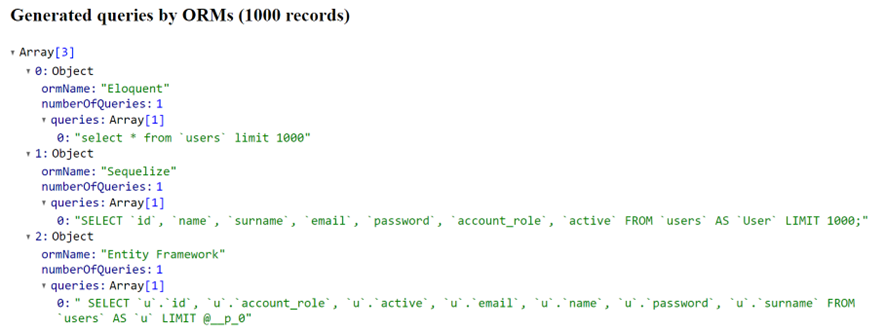 Generated queries by ORMs (1000 records)
▾ Array[3]
▾ 0: Object
ormName: "Eloquent"
numberOfQueries: 1
▾ queries: Array[1]
0: "select * from `users` limit 1000"
▾ 1: Object
ormName: "Sequelize"
numberOfQueries: 1
▾ queries: Array[1]
0: "SELECT `id`, `name`, `surname`, `email`, `password`, `account_role`, `active` FROM `users` AS `User` LIMIT 1000;"
▾ 2: Object
ormName: "Entity Framework"
numberOfQueries: 1
▾ queries: Array[1]
0: " SELECT `u`.`id`, `u`.`account_role`, `u`.`active`, `u`.`email`, `u`.`name`, `u`.`password`, `u`.`surname` FROM
`users` AS `u` LIMIT @__p_0"